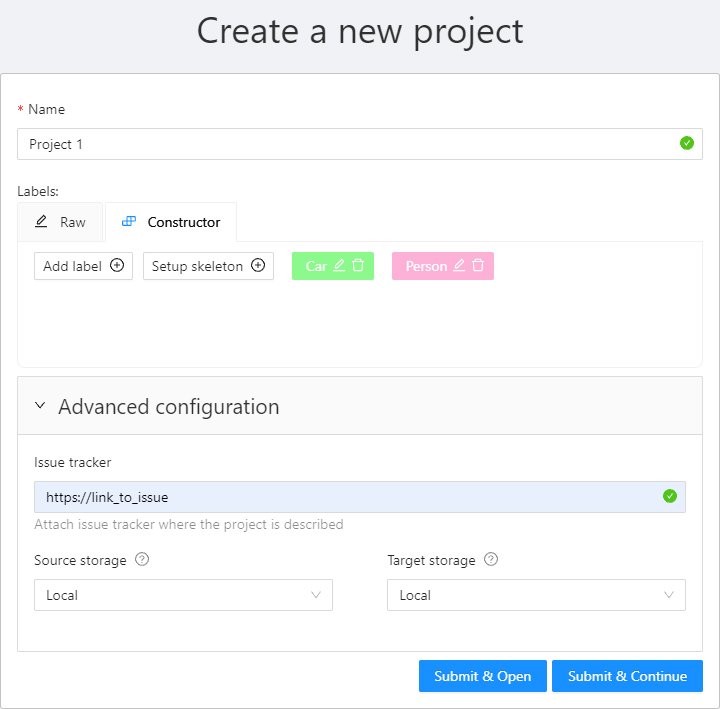 Create a new project
* Name
Project 1
Labels:
Raw Constructor
Add label Setup skeleton Car Person
Advanced configuration
Issue tracker
https://link_to_issue
Attach issue tracker where the project is described
Source storage ? Target storage ?
Local Local
Submit & Open Submit & Continue